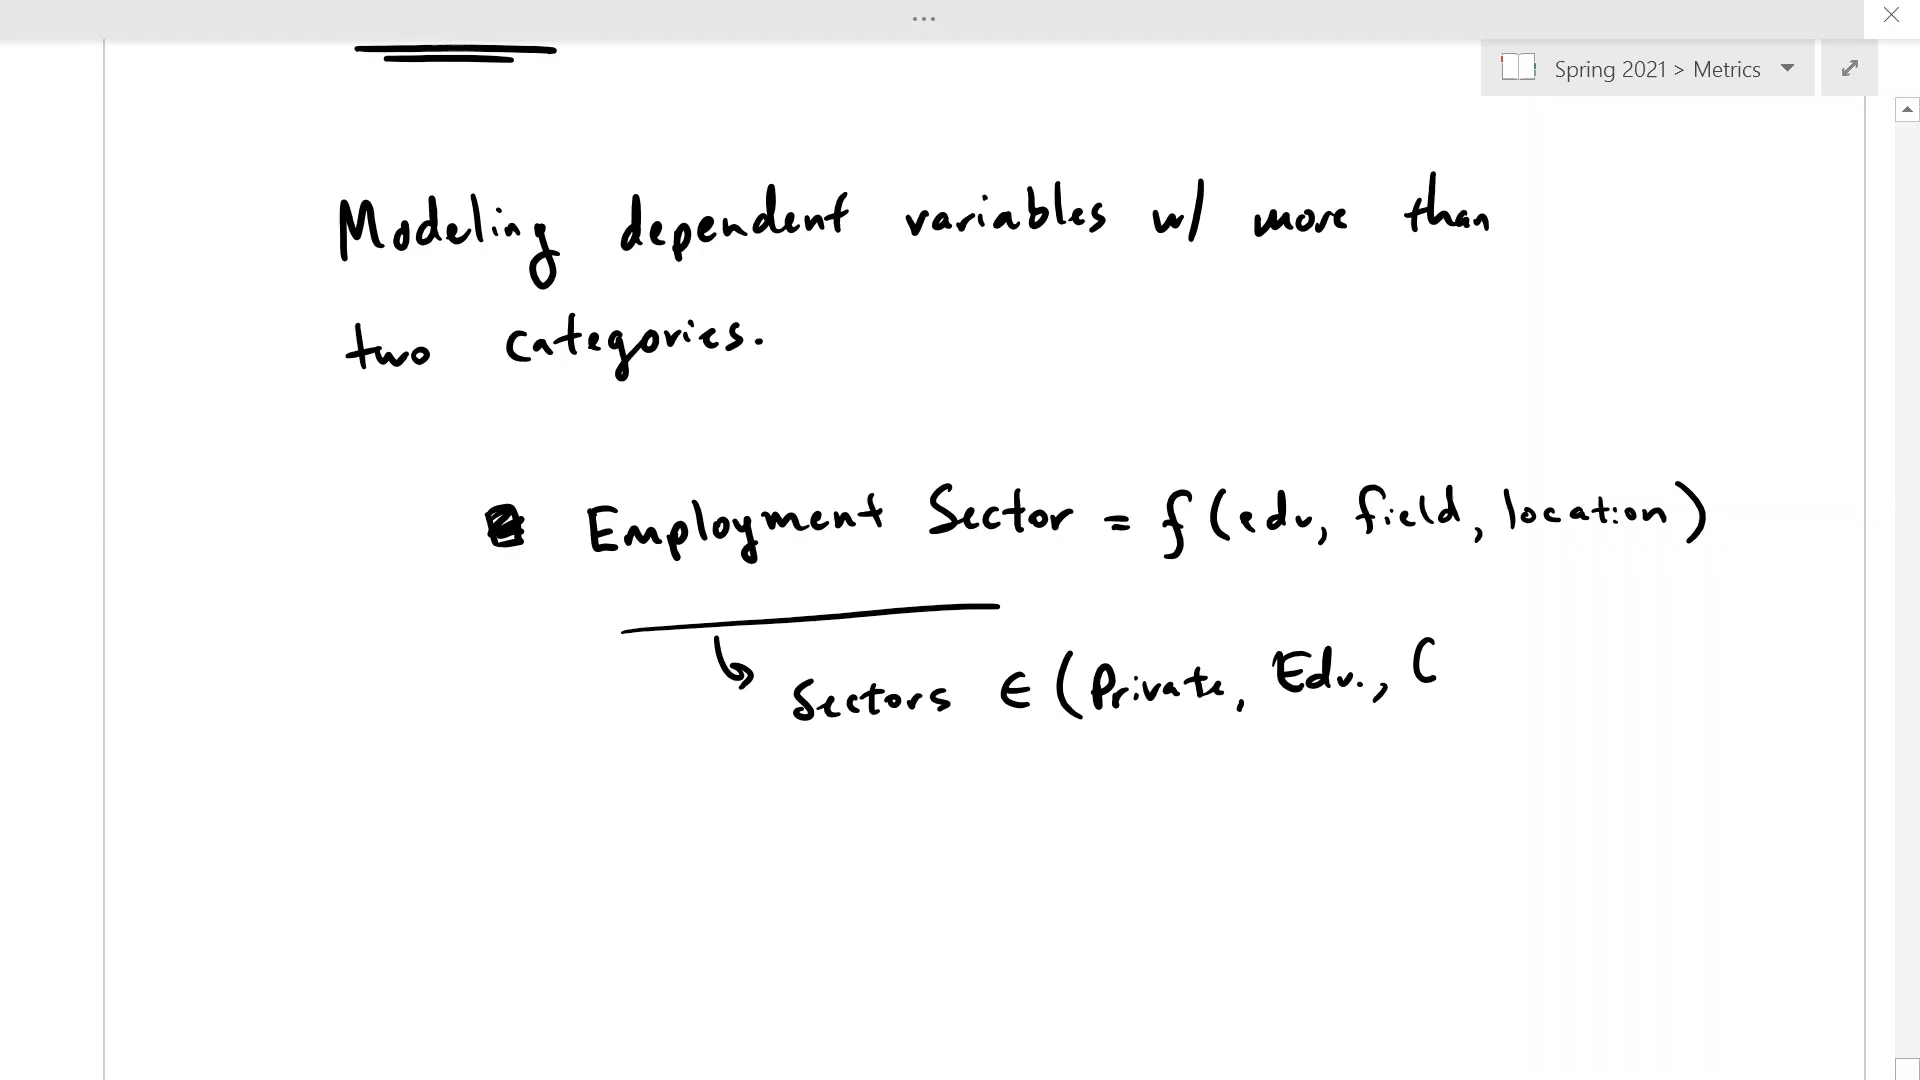 ...
Spring 2021 > Metrics
Modeling dependent variables w/ more than
two categories.
Employment Sector = f(edu, field, location)
Sectors ∈ (Private, Edu., C